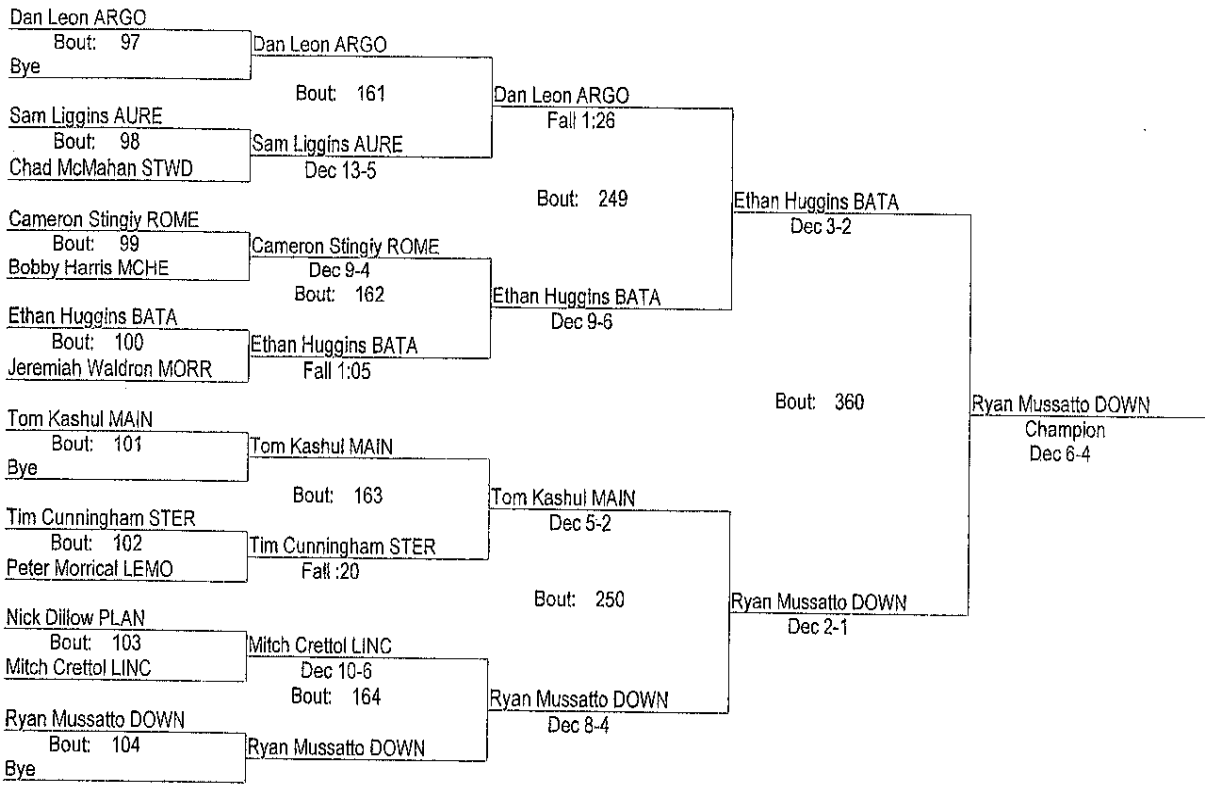 Dan Leon ARGO
Bout: 97
Bye
Sam Liggins AURE
Bout: 98
Chad McMahan STWD
Cameron Stingiy ROME
Bout: 99
Bobby Harris MCHE
Ethan Huggins BATA
Bout: 100
Jeremiah Waldron MORR
Tom Kashul MAIN
Bout: 101
Bye
Tim Cunningham STER
Bout: 102
Peter Morrical LEMO
Nick Dillow PLAN
Bout: 103
Mitch Crettol LINC
Ryan Mussatto DOWN
Bout: 104
Bye
Dan Leon ARGO
Bout: 161
Sam Liggins AURE
Dec 13-5
Cameron Stingiy ROME
Dec 9-4
Bout: 162
Ethan Huggins BATA
Fall 1:05
Tom Kashul MAIN
Bout: 163
Tim Cunningham STER
Fall :20
Mitch Crettol LINC
Dec 10-6
Bout: 164
Ryan Mussatto DOWN
Dan Leon ARGO
Fall 1:26
Bout: 249
Ethan Huggins BATA
Dec 9-6
Tom Kashul MAIN
Dec 5-2
Bout: 250
Ryan Mussatto DOWN
Dec 8-4
Ethan Huggins BATA
Dec 3-2
Bout: 360
Ryan Mussatto DOWN
Dec 2-1
Ryan Mussatto DOWN
Champion
Dec 6-4